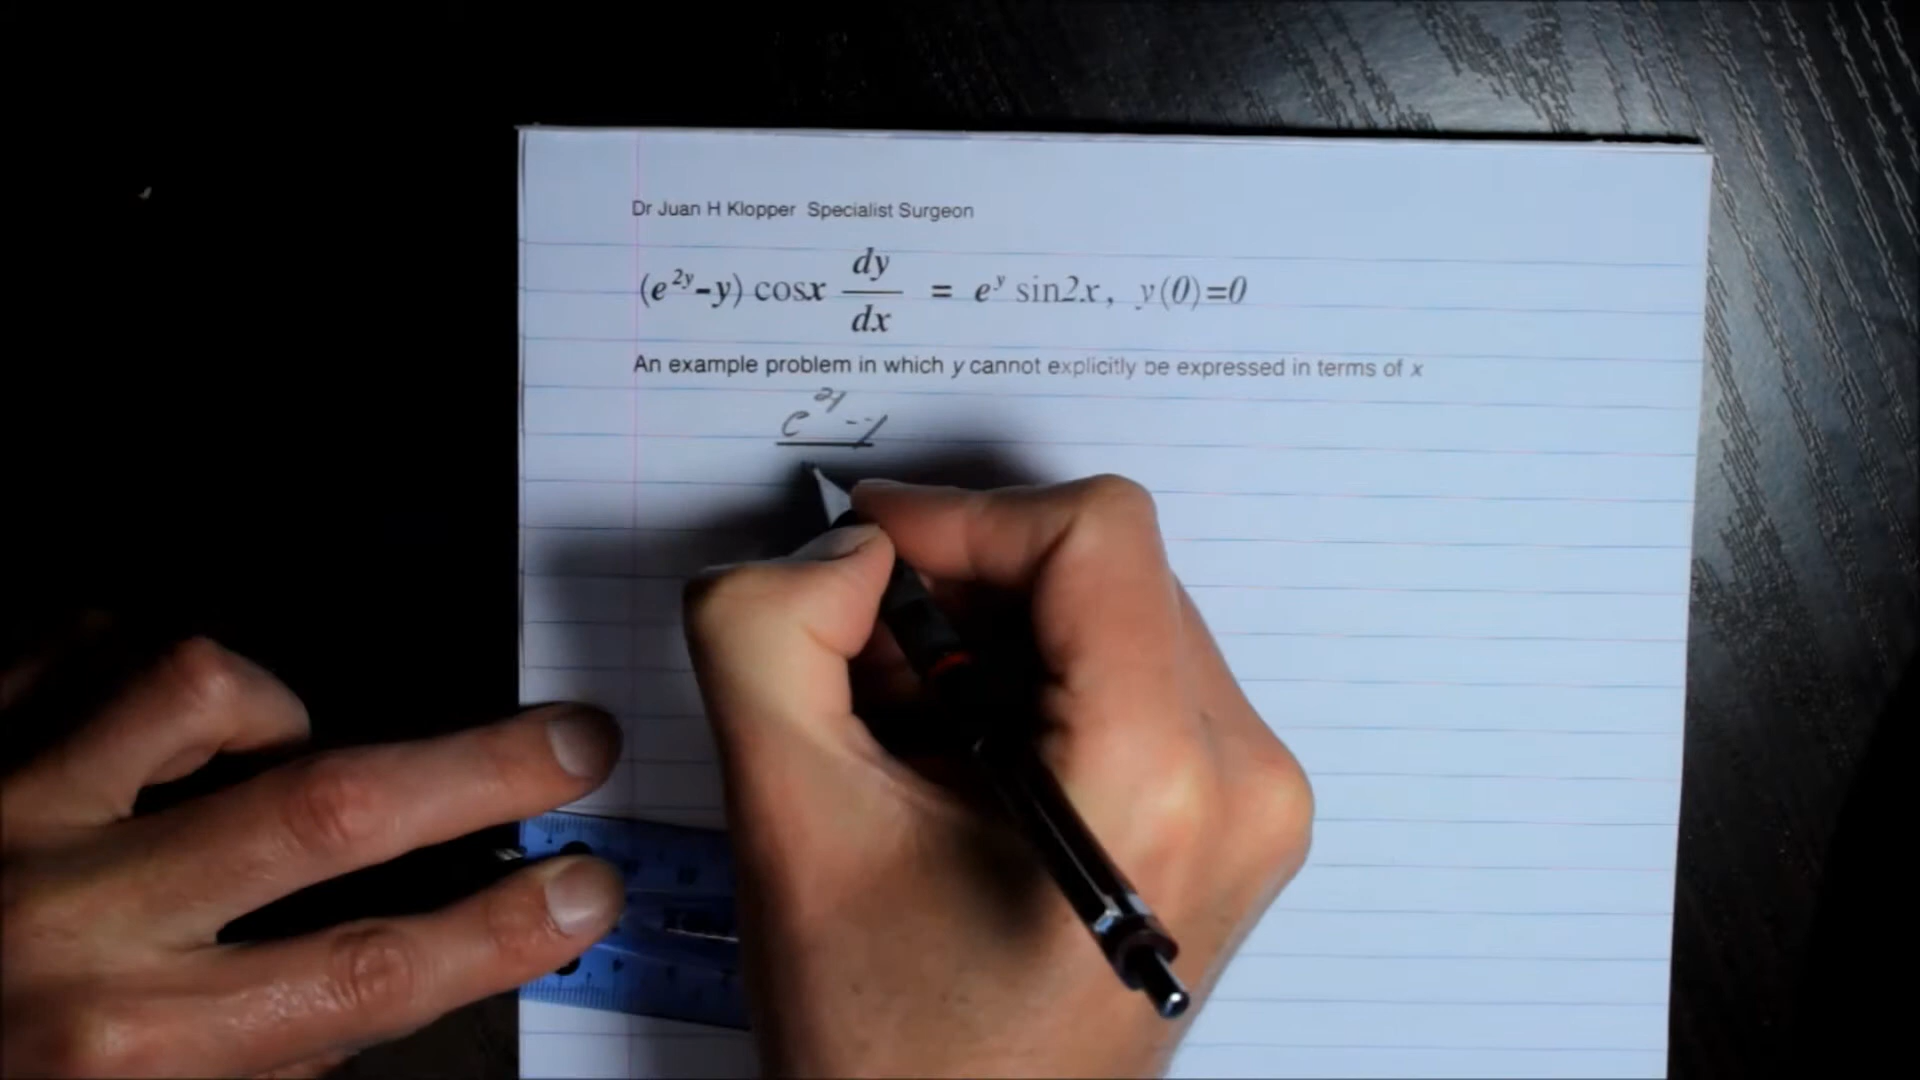 Dr Juan H Klopper Specialist Surgeon
(e^{2y}-y) cosx dy/dx = e^y sin2x, y(0)=0
An example problem in which y cannot explicitly be expressed in terms of x
e^{2y} - y